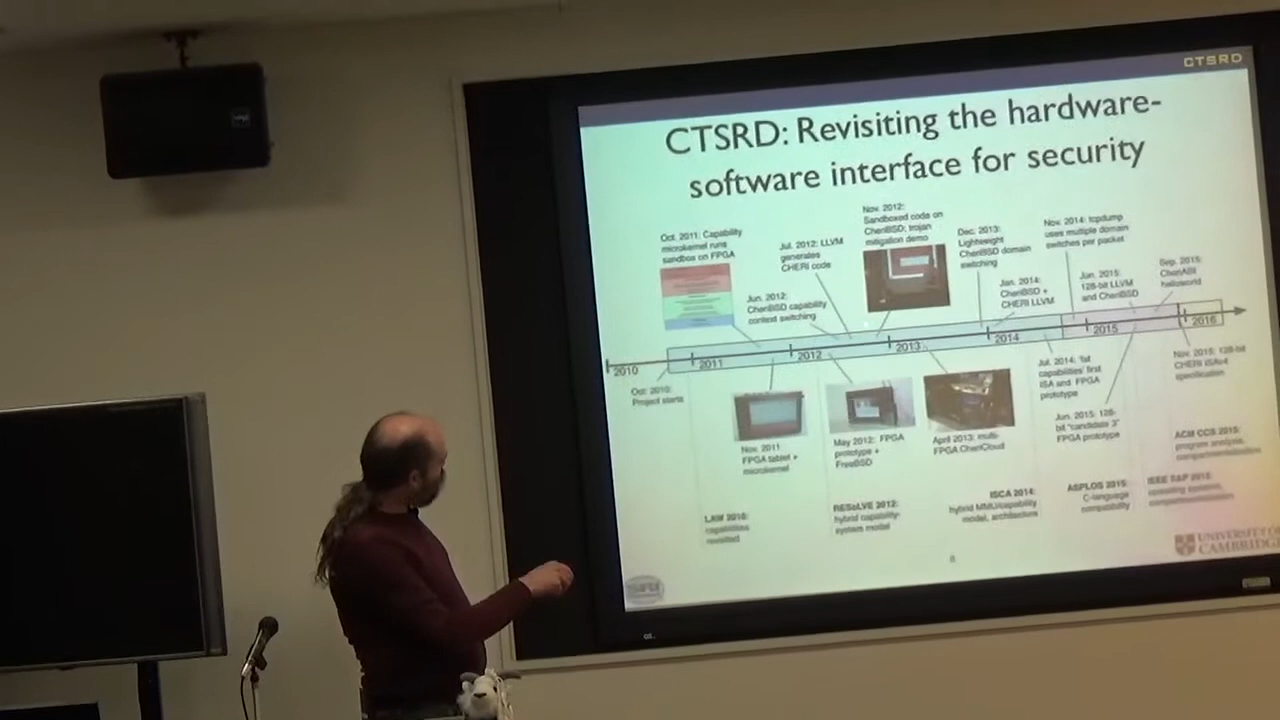 CTSRD
CTSRD: Revisiting the hardware-
software interface for security
Oct. 2011: Capability
microkernel runs
sandbox on FPGA
Jun. 2012:
CheriBSD capability
context switching
Jul. 2012: LLVM
generates
CHERI code
Nov. 2012:
Sandboxed code on
CheriBSD; trojan
mitigation demo
Dec. 2013:
Lightweight
CheriBSD domain
switching
Jan. 2014:
CheriBSD +
CHERI LLVM
Nov. 2014: tcpdump
uses multiple domain
switches per packet
Jun. 2015:
128-bit LLVM
and CheriBSD
Sep. 2015:
CheriABI
helloworld
2010
2011
2012
2013
2014
2015
2016
Oct. 2010:
Project starts
Nov. 2011
FPGA tablet +
microkernel
May 2012: FPGA
prototype +
FreeBSD
April 2013: multi-
FPGA CheriCloud
Jul. 2014: 'fat
capabilities' first
ISA and FPGA
prototype
Jun. 2015: 128-
bit "candidate 3"
FPGA prototype
Nov. 2015: 128-bit
CHERI ISAv4
specification
LAW 2010:
capabilities
revisited
RESoLVE 2012:
hybrid capability-
system model
ISCA 2014:
hybrid MMU/capability
model, architecture
ASPLOS 2015:
C-language
compatibility
ACM CCS 2015:
program analysis,
compartmentalization
IEEE S&P 2015:
8
UNIVERSITY OF
CAMBRIDGE